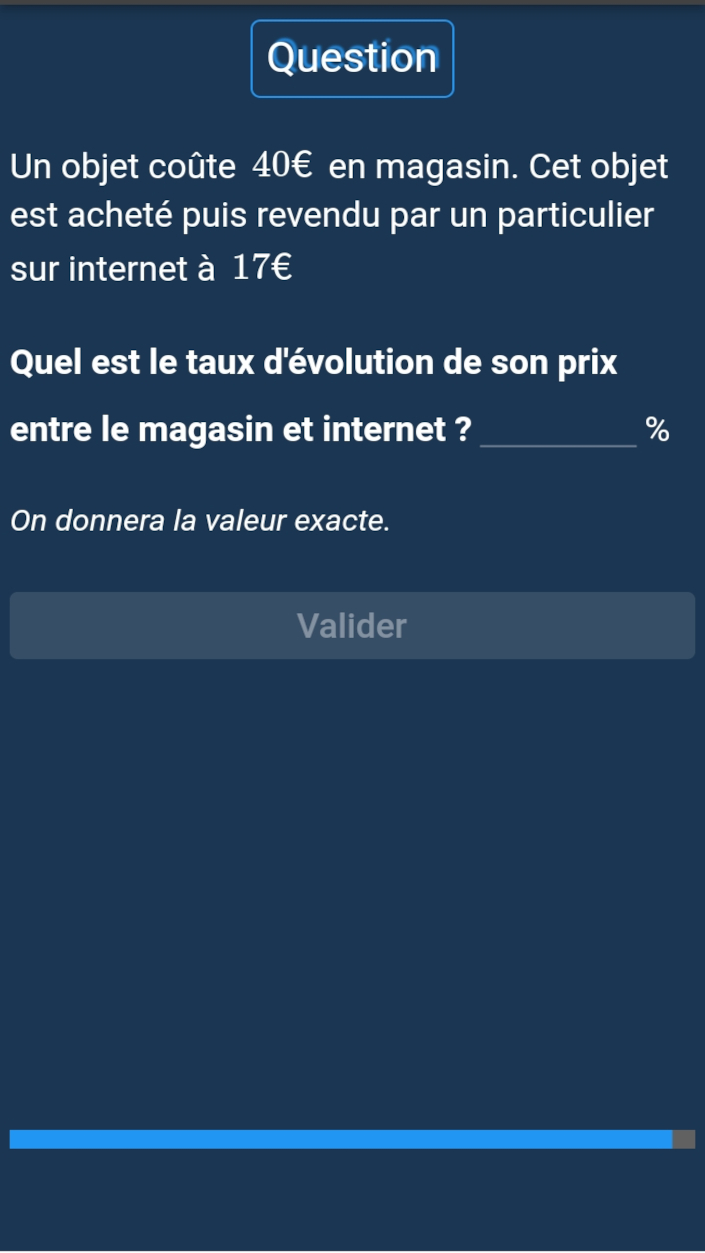 Question
Un objet coûte 40€ en magasin. Cet objet
est acheté puis revendu par un particulier
sur internet à 17€
Quel est le taux d'évolution de son prix
entre le magasin et internet ? ________ %
On donnera la valeur exacte.
Valider